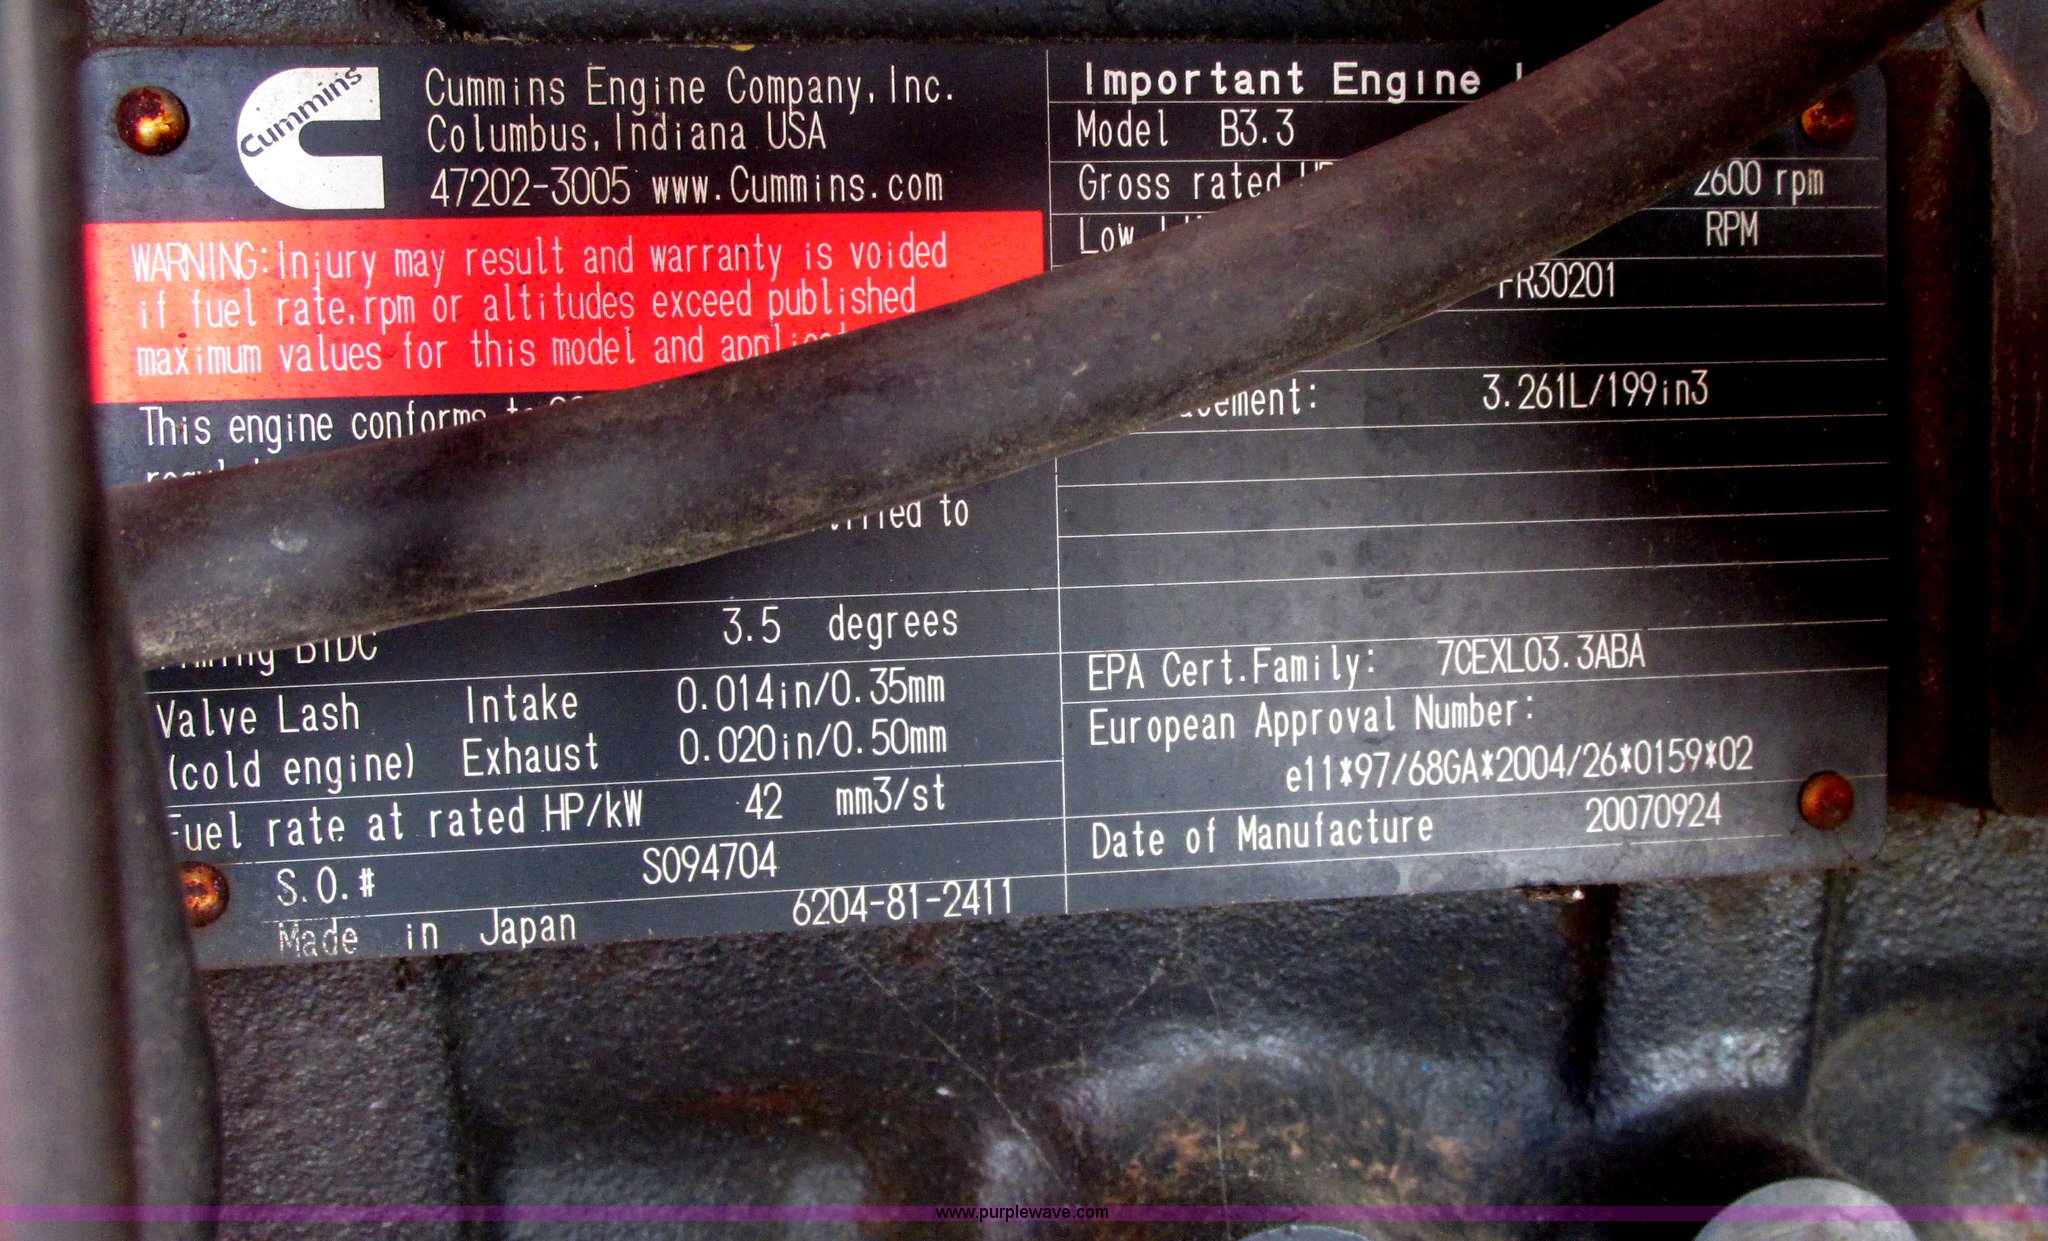 Cummins
Cummins Engine Company, Inc.
Columbus, Indiana USA
47202-3005 www.Cummins.com
WARNING: Injury may result and warranty is voided
if fuel rate, rpm or altitudes exceed published
maximum values for this model and
This engine conforms
to
BTDC 3.5 degrees
Valve Lash Intake 0.014in/0.35mm
(cold engine) Exhaust 0.020in/0.50mm
Fuel rate at rated HP/kW 42 mm3/st
S.O.# S094704
Made in Japan 6204-81-2411
Important Engine
Model B3.3
Gross rated 2600 rpm
Low RPM
FR30201
3.261L/199in3
EPA Cert.Family: 7CEXL03.3ABA
European Approval Number:
e11*97/68GA*2004/26*0159*02
Date of Manufacture 20070924
www.purplewave.com